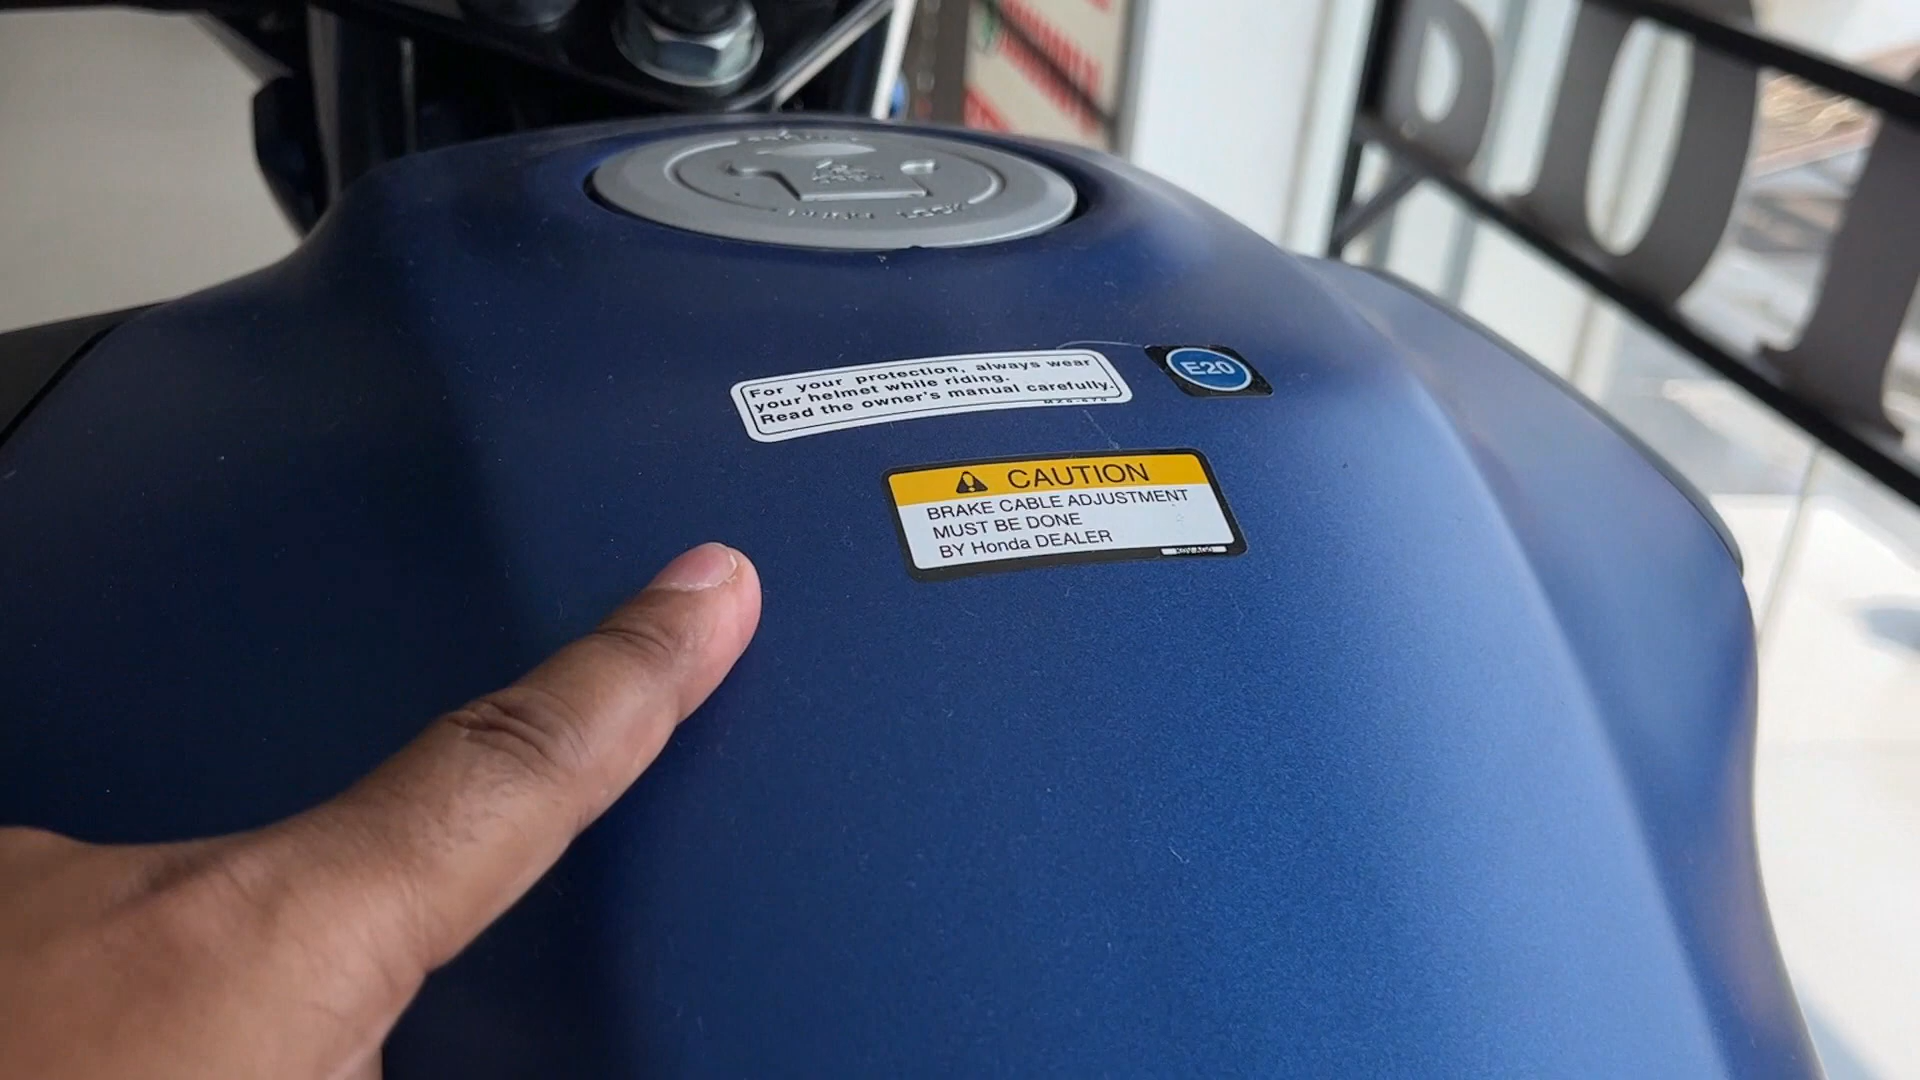 For your protection, always wear
your helmet while riding.
Read the owner's manual carefully.
E20
CAUTION
BRAKE CABLE ADJUSTMENT
MUST BE DONE
BY Honda DEALER